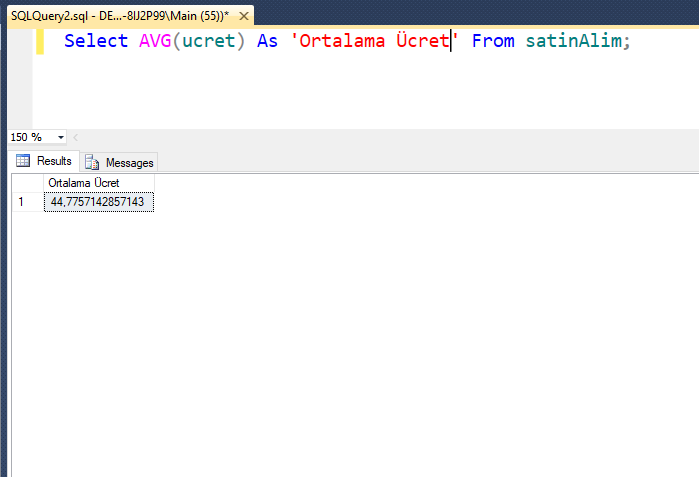 SQLQuery2.sql - DE...-8IJ2P99\Main (55))*
Select AVG(ucret) As 'Ortalama Ücret' From satinAlim;
150 %
Results Messages
Ortalama Ücret
1 44,7757142857143